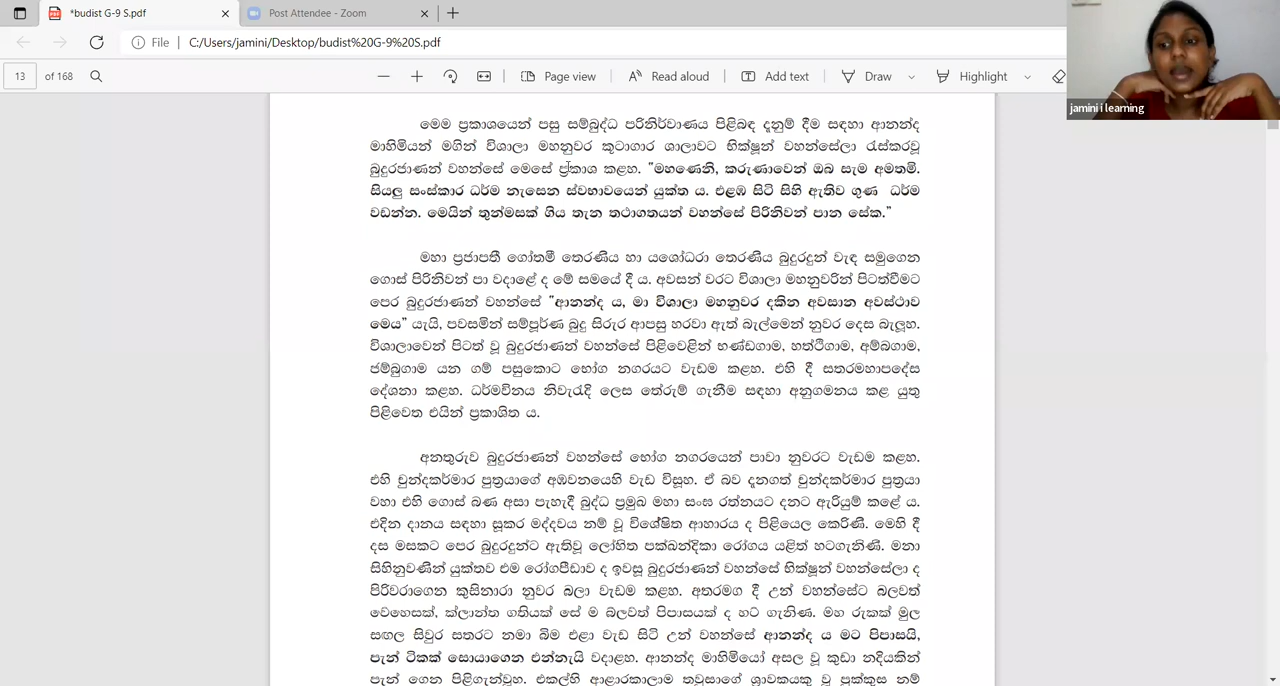 *budist G-9 S.pdf
Post Attendee - Zoom
File
C:/Users/jamini/Desktop/budist%20G-9%20S.pdf
13 of 168
Page view
Read aloud
Add text
Draw
Highlight
jamini i learning
මෙම ප්‍රකාශයෙන් පසු සම්බුද්ධ පරිනිර්වාණය පිළිබඳ දැනුම් දීම සඳහා ආනන්ද
මාහිමියන් මගින් විශාලා මහනුවර කූටාගාර ශාලාවට භික්ෂූන් වහන්සේලා රැස්කරවූ
බුදුරජාණන් වහන්සේ මෙසේ ප්‍රකාශ කළහ. "මහණෙනි, කරුණාවෙන් ඔබ සැම අමතමි.
සියලු සංස්කාර ධර්ම නැසෙන ස්වභාවයෙන් යුක්ත ය. එළඹ සිටි සිහි ඇතිව ගුණ ධර්ම
වඩන්න. මෙයින් තුන්මසක් ගිය තැන තථාගතයන් වහන්සේ පිරිනිවන් පාන සේක."
මහා ප්‍රජාපතී ගෝතමී තෙරණිය හා යශෝධරා තෙරණිය බුදුරදුන් වැඳ සමුගෙන
ගොස් පිරිනිවන් පා වදාළේ ද මේ සමයේ දී ය. අවසන් වරට විශාලා මහනුවරින් පිටත්වීමට
පෙර බුදුරජාණන් වහන්සේ "ආනන්ද ය, මා විශාලා මහනුවර දකින අවසාන අවස්ථාව
මෙය" යැයි, පවසමින් සම්පූර්ණ බුදු සිරුර ආපසු හරවා ඇත් බැල්මෙන් නුවර දෙස බැලූහ.
විශාලාවෙන් පිටත් වූ බුදුරජාණන් වහන්සේ පිළිවෙළින් භණ්ඩගාම, හත්ථිගාම, අම්බගාම,
ජම්බුගාම යන ගම් පසුකොට භෝග නගරයට වැඩම කළහ. එහි දී සතරමහාපදේස
දේශනා කළහ. ධර්මවිනය නිවැරැදි ලෙස තේරුම් ගැනීම සඳහා අනුගමනය කළ යුතු
පිළිවෙත එයින් ප්‍රකාශිත ය.
අනතුරුව බුදුරජාණන් වහන්සේ භෝග නගරයෙන් පාවා නුවරට වැඩම කළහ.
එහි චුන්දකර්මාර පුත්‍රයාගේ අඹවනයෙහි වැඩ විසූහ. ඒ බව දැනගත් චුන්දකර්මාර පුත්‍රයා
වහා එහි ගොස් බණ අසා පැහැදී බුද්ධ ප්‍රමුඛ මහා සංඝ රත්නයට දනට ඇරියුම් කළේ ය.
එදින දානය සඳහා සූකර මද්දවය නම් වූ විශේෂිත ආහාරය ද පිළියෙල කෙරිණි. මෙහි දී
දස මසකට පෙර බුදුරදුන්ට ඇතිවූ ලෝහිත පක්ඛන්දිකා රෝගය යළිත් හටගැනිණි. මනා
සිහිනුවණින් යුක්තව එම රෝගපීඩාව ද ඉවසූ බුදුරජාණන් වහන්සේ භික්ෂූන් වහන්සේලා ද
පිරිවරාගෙන කුසිනාරා නුවර බලා වැඩම කළහ. අතරමග දී උන් වහන්සේට බලවත්
වෙහෙසක්, ක්ලාන්ත ගතියක් සේ ම බලවත් පිපාසයක් ද හට ගැනිණ. මහ රුකක් මුල
සඟල සිවුර සතරට නමා බිම එළා වැඩ සිටි උන් වහන්සේ ආනන්ද ය මට පිපාසයි,
පැන් ටිකක් සොයාගෙන එන්නැයි වදාළහ. ආනන්ද මාහිමියෝ අසල වූ කුඩා නදියකින්
පැන් ගෙන පිළිගැන්වූහ. එකල්හි ආළාරකාලාම තවුසාගේ ශ්‍රාවකයකු වූ පුක්කුස නම්